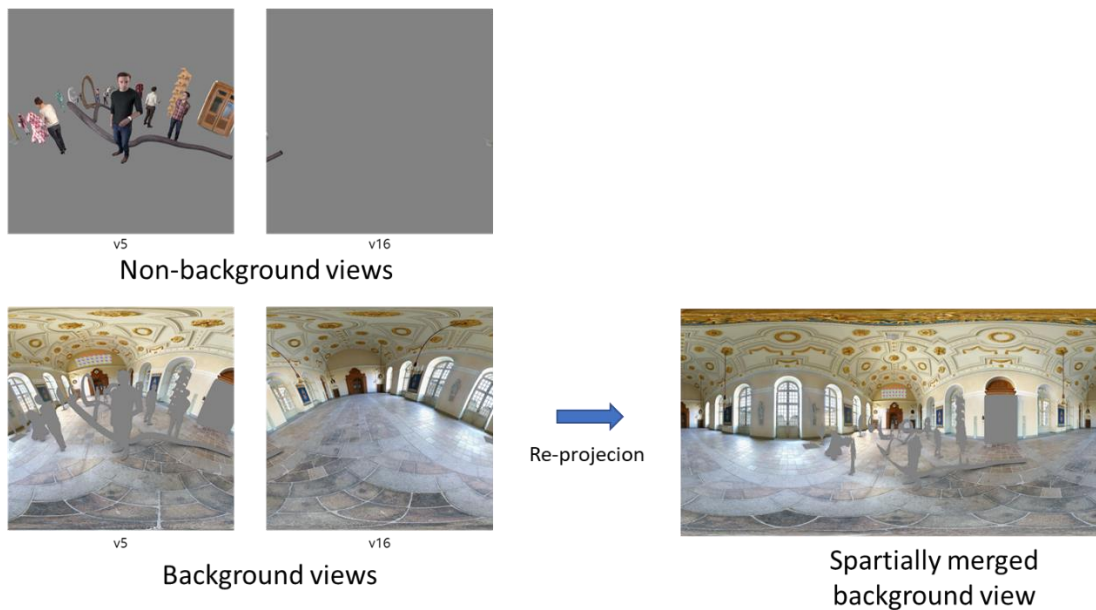 v5
v16
Non-background views
v5
v16
Background views
Re-projecion
Spartially merged
background view